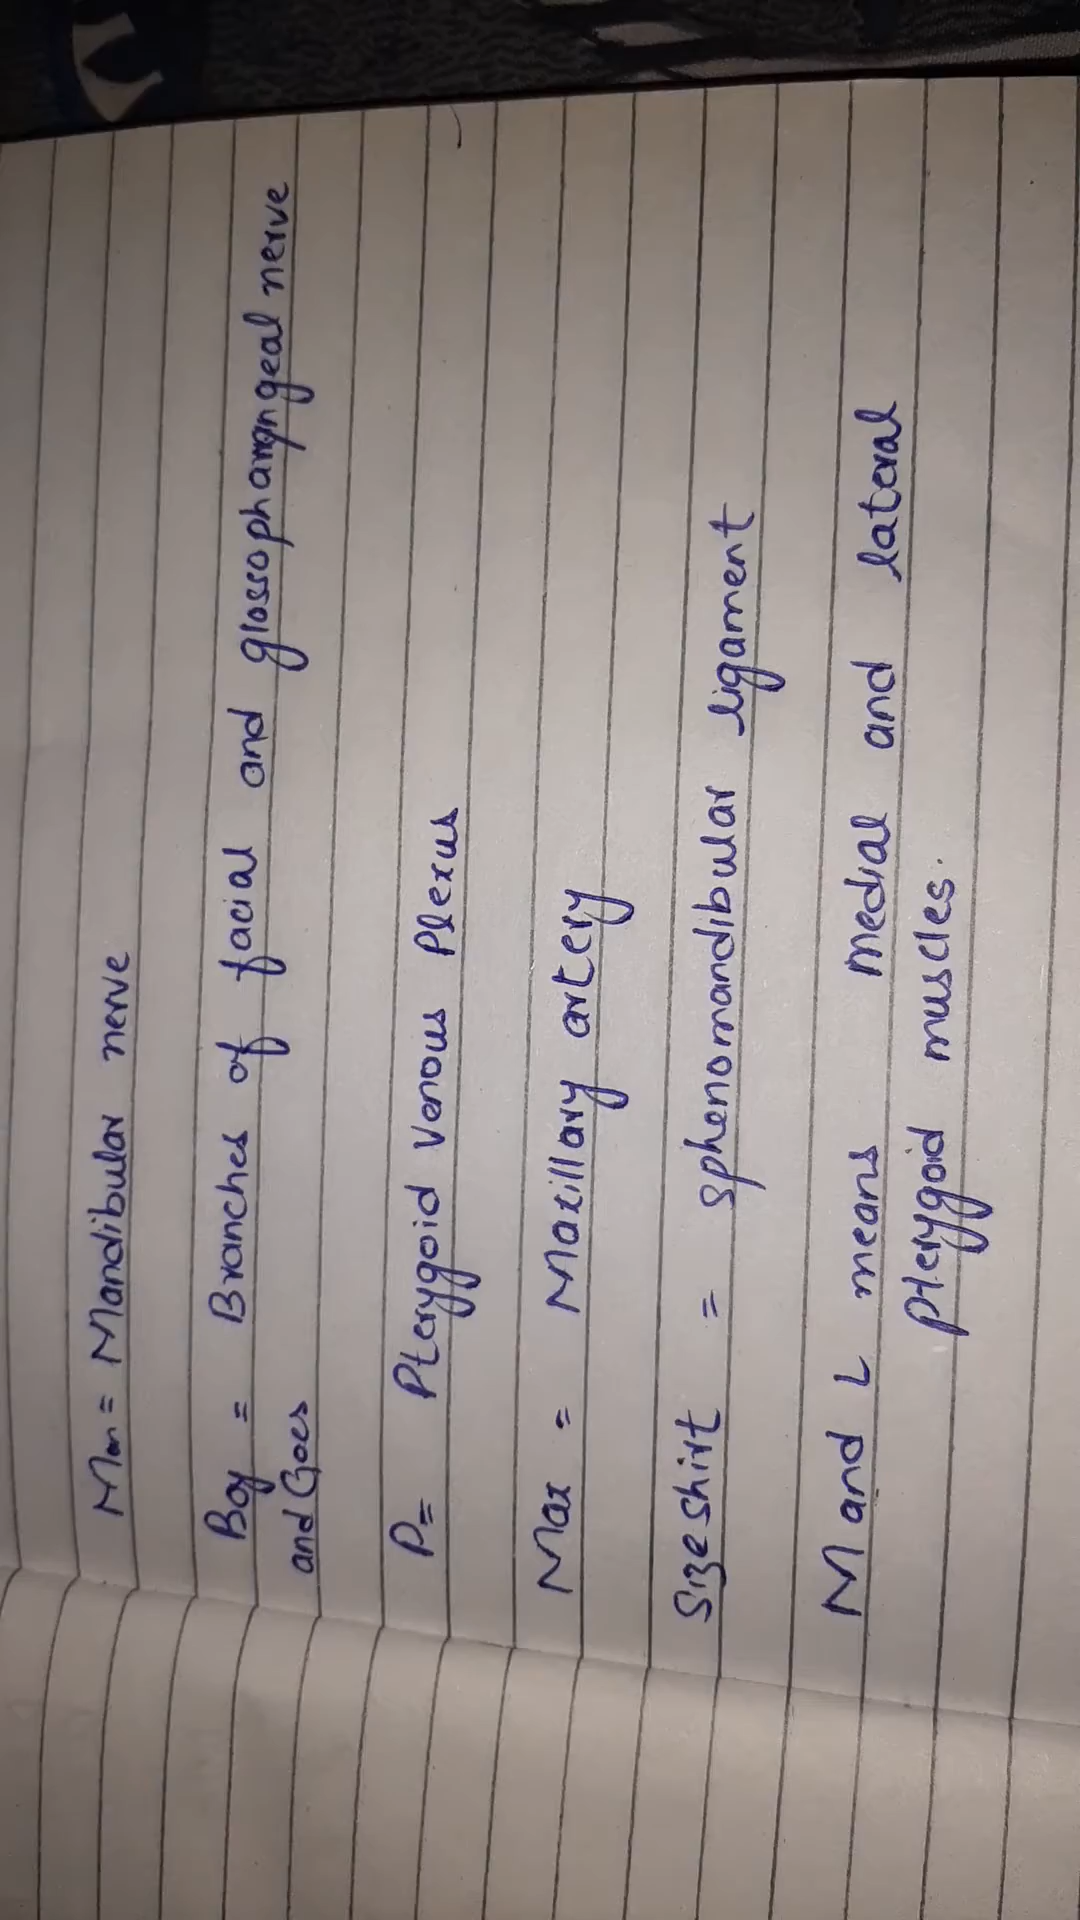 Man = Mandibular nerve
Boy = Branches of facial and glossopharyngeal nerve
and Goes
P = Pterygoid Venous Plexus
Max = Maxillary artery
Size shirt = sphenomandibular ligament
M and L means medial and lateral
pterygoid muscles.